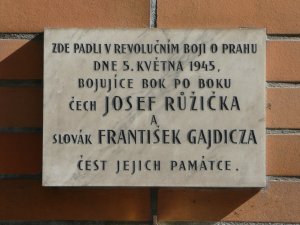 ZDE PADLI V REVOLUČNÍM BOJI O PRAHU
DNE 5. KVĚTNA 1945,
BOJUJÍCE BOK PO BOKU
ČECH JOSEF RŮŽIČKA
A
SLOVÁK FRANTIŠEK GAJDICZA
ČEST JEJICH PAMÁTCE.